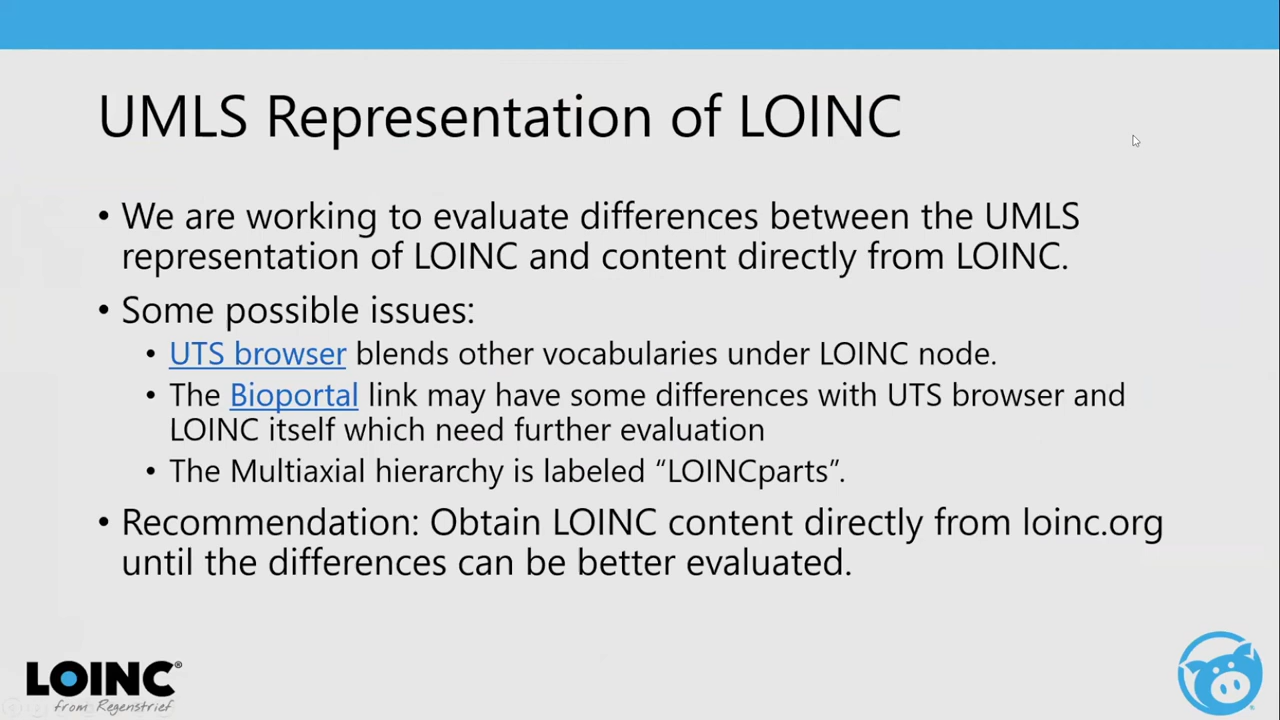 UMLS Representation of LOINC
• We are working to evaluate differences between the UMLS
representation of LOINC and content directly from LOINC.
• Some possible issues:
• UTS browser blends other vocabularies under LOINC node.
• The Bioportal link may have some differences with UTS browser and
LOINC itself which need further evaluation
• The Multiaxial hierarchy is labeled “LOINCparts”.
• Recommendation: Obtain LOINC content directly from loinc.org
until the differences can be better evaluated.
LOINC®
from Regenstrief